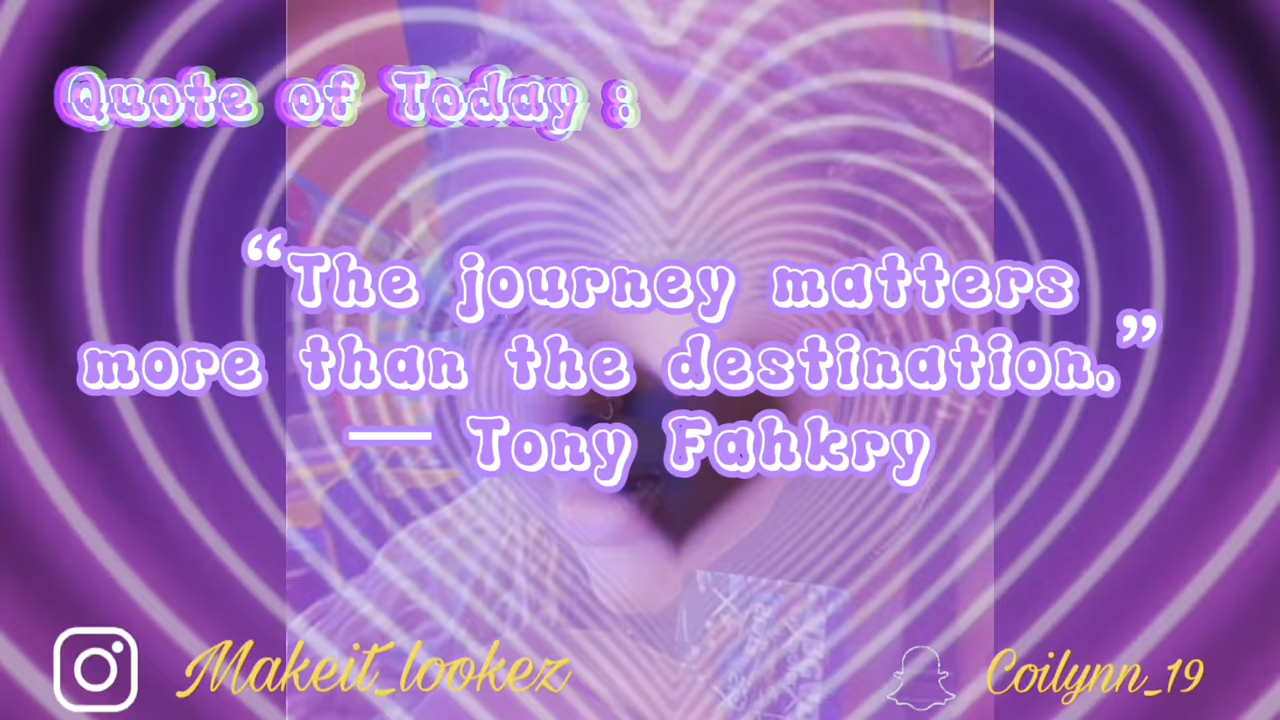 Quote of Today :
“The journey matters
more than the destination.”
— Tony Fahkry
Makeit_lookez
Coilynn_19